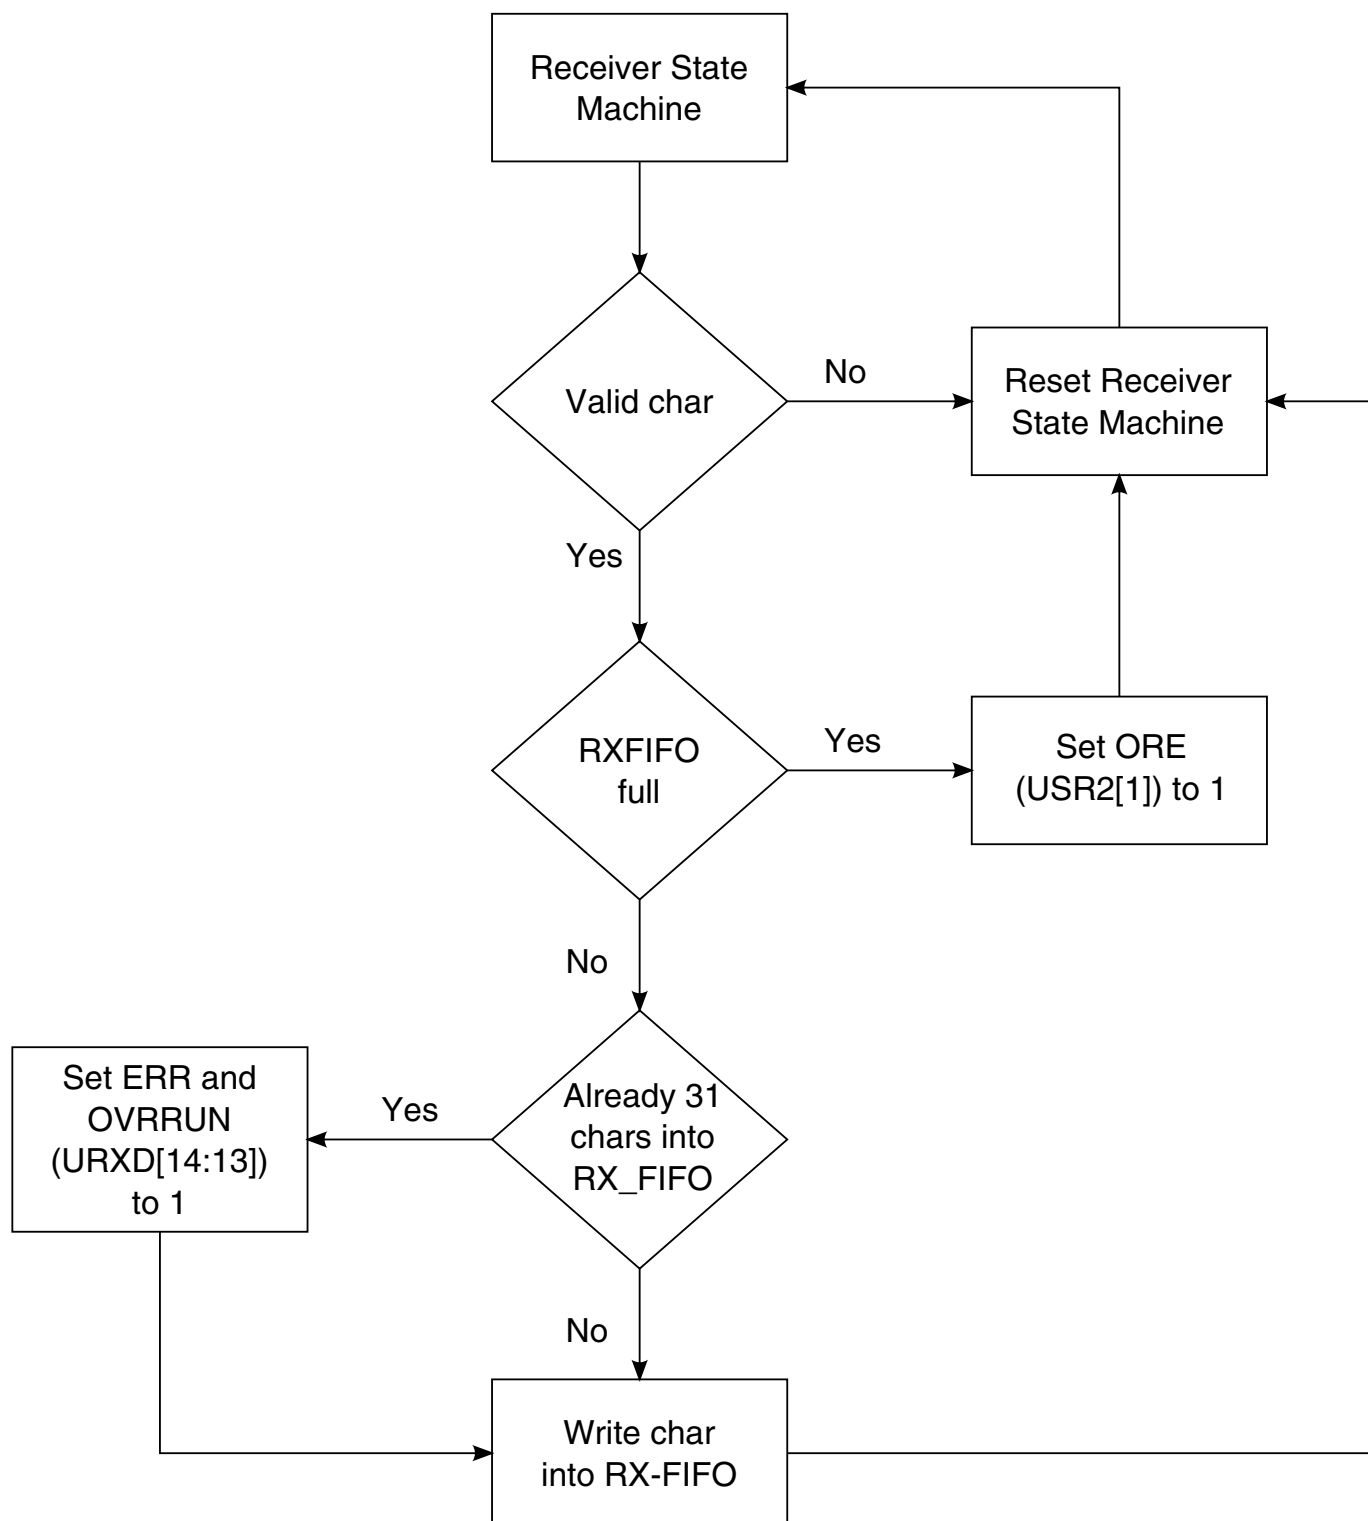 Receiver State
Machine
Valid char
No
Reset Receiver
State Machine
Yes
RXFIFO
full
Yes
Set ORE
(USR2[1]) to 1
No
Already 31
chars into
RX_FIFO
Yes
Set ERR and
OVRRUN
(URXD[14:13])
to 1
No
Write char
into RX-FIFO